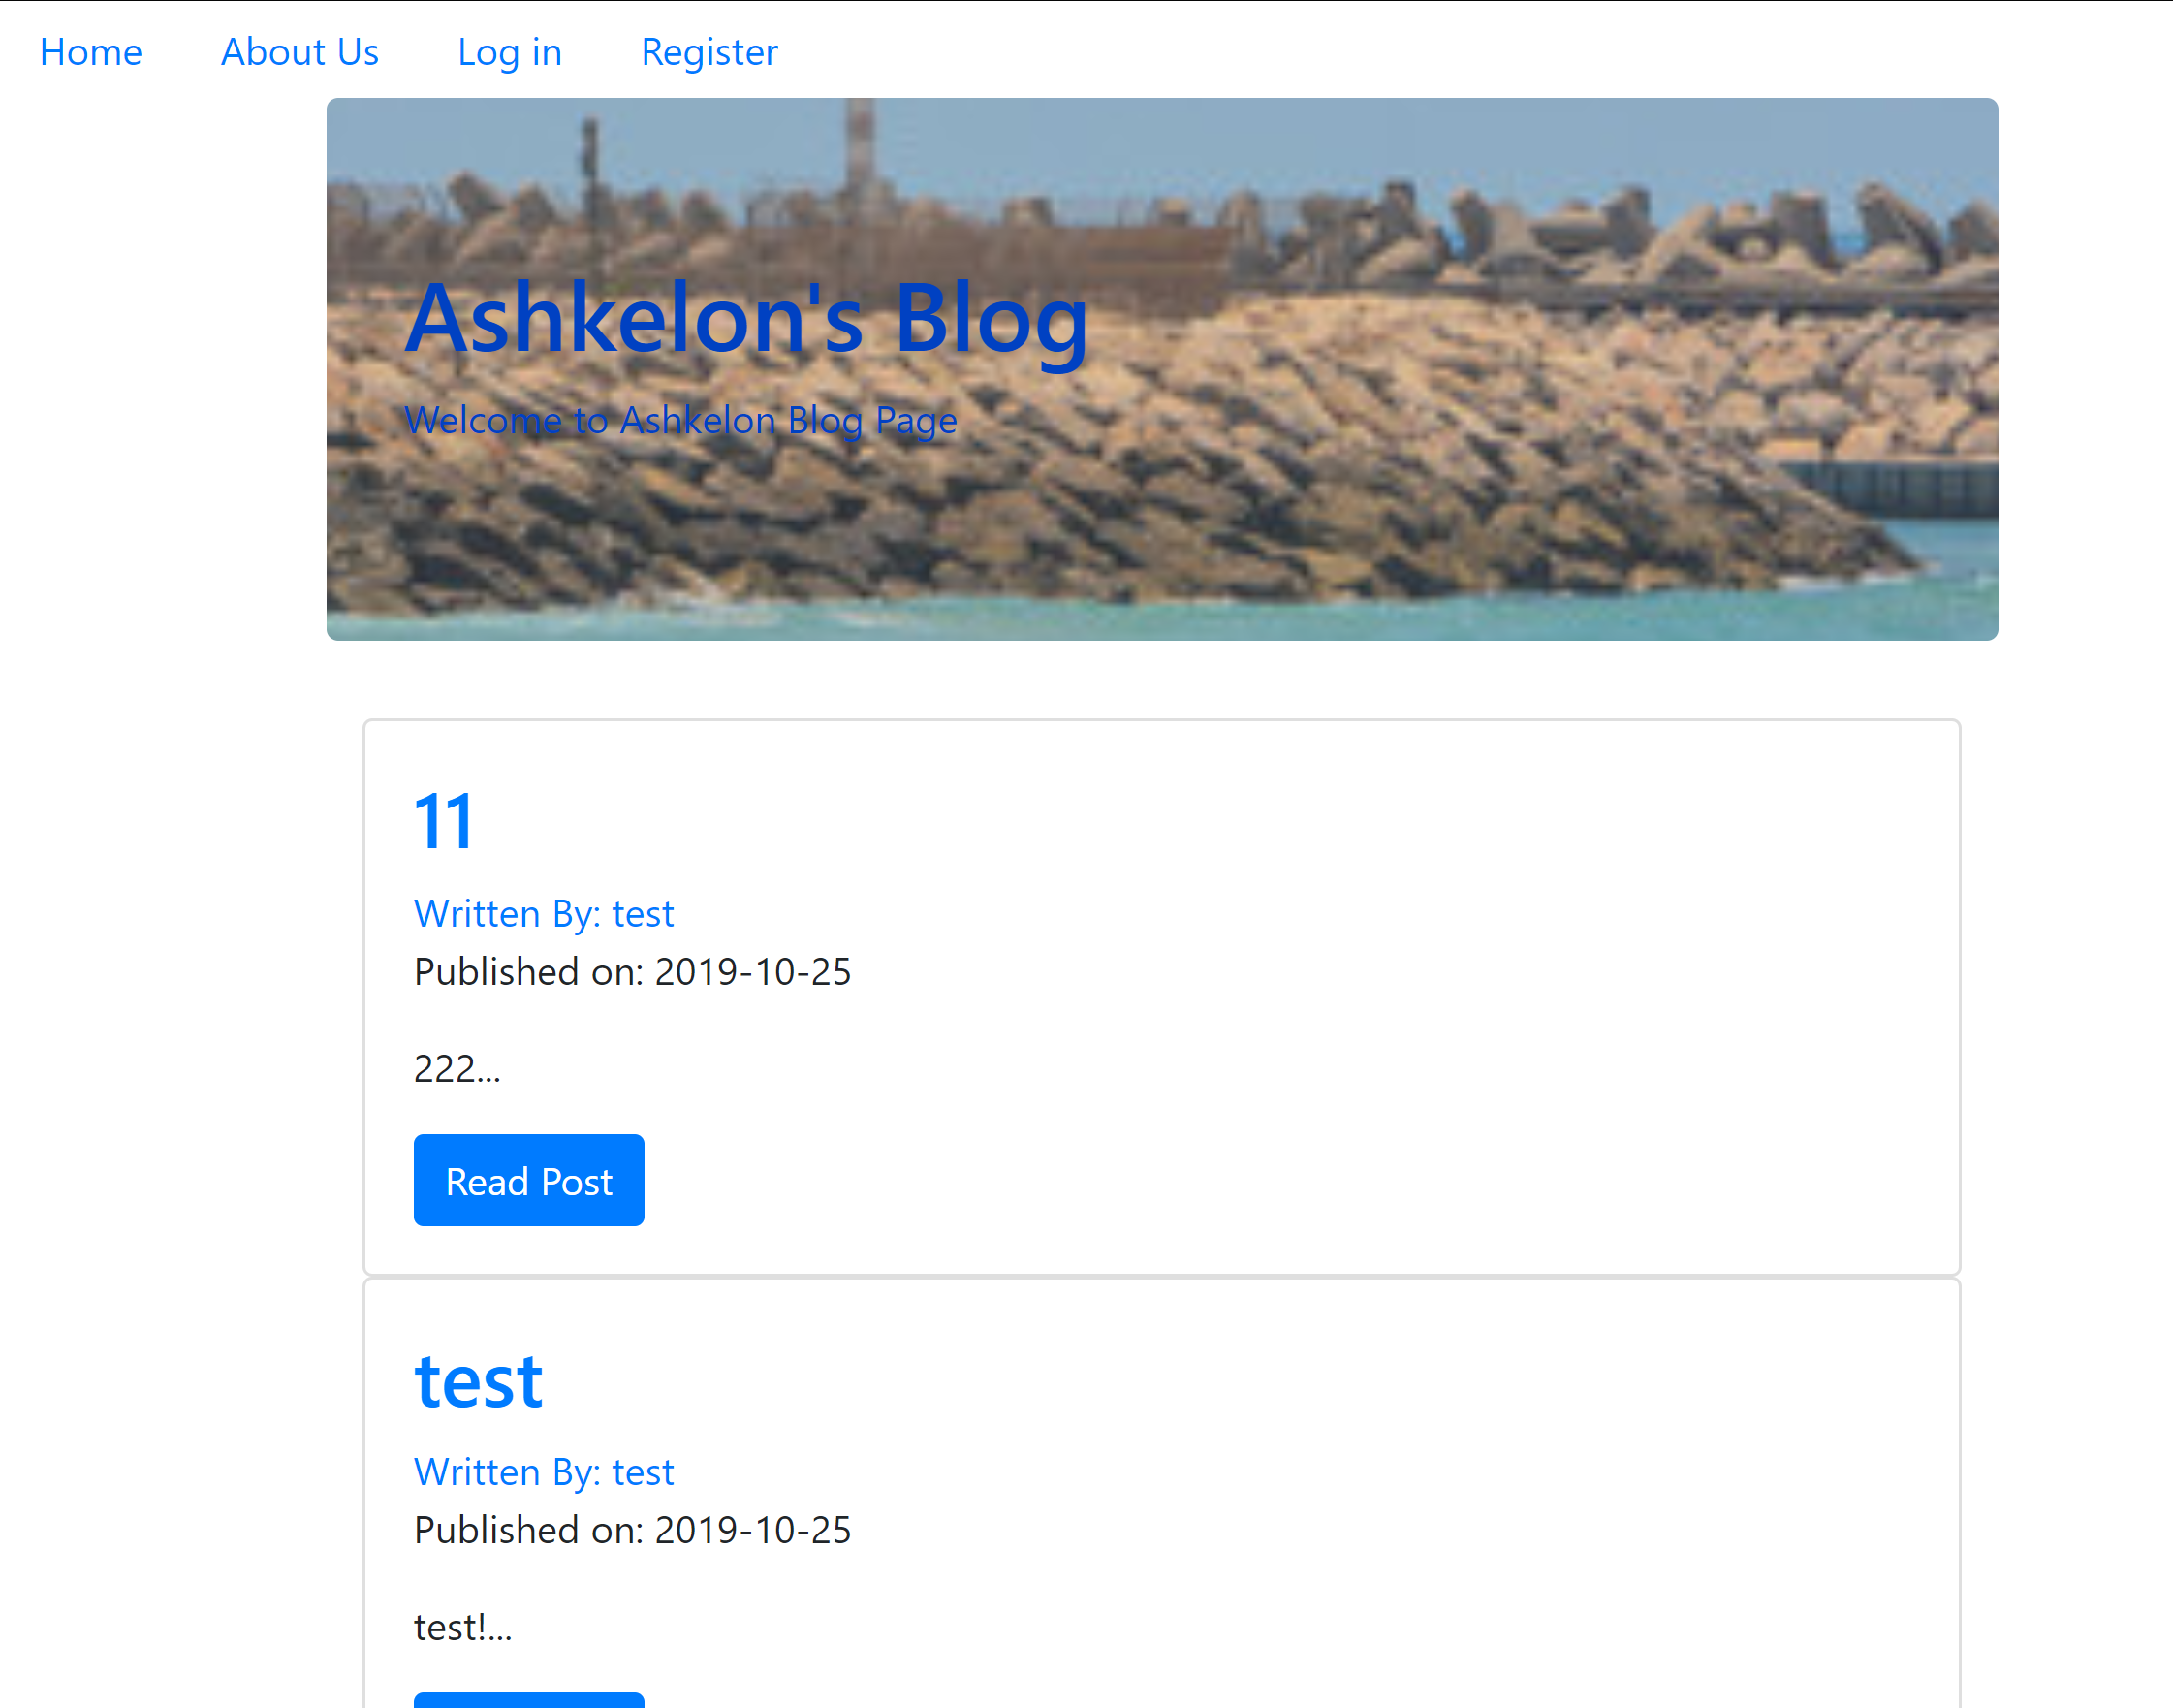 Home About Us Log in Register
Ashkelon's Blog
Welcome to Ashkelon Blog Page
11
Written By: test
Published on: 2019-10-25
222...
Read Post
test
Written By: test
Published on: 2019-10-25
test!...